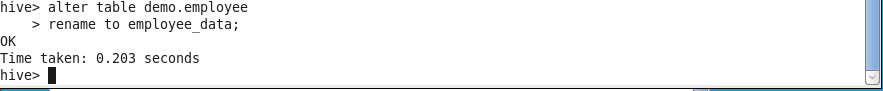 hive> alter table demo.employee
    > rename to employee_data;
OK
Time taken: 0.203 seconds
hive>